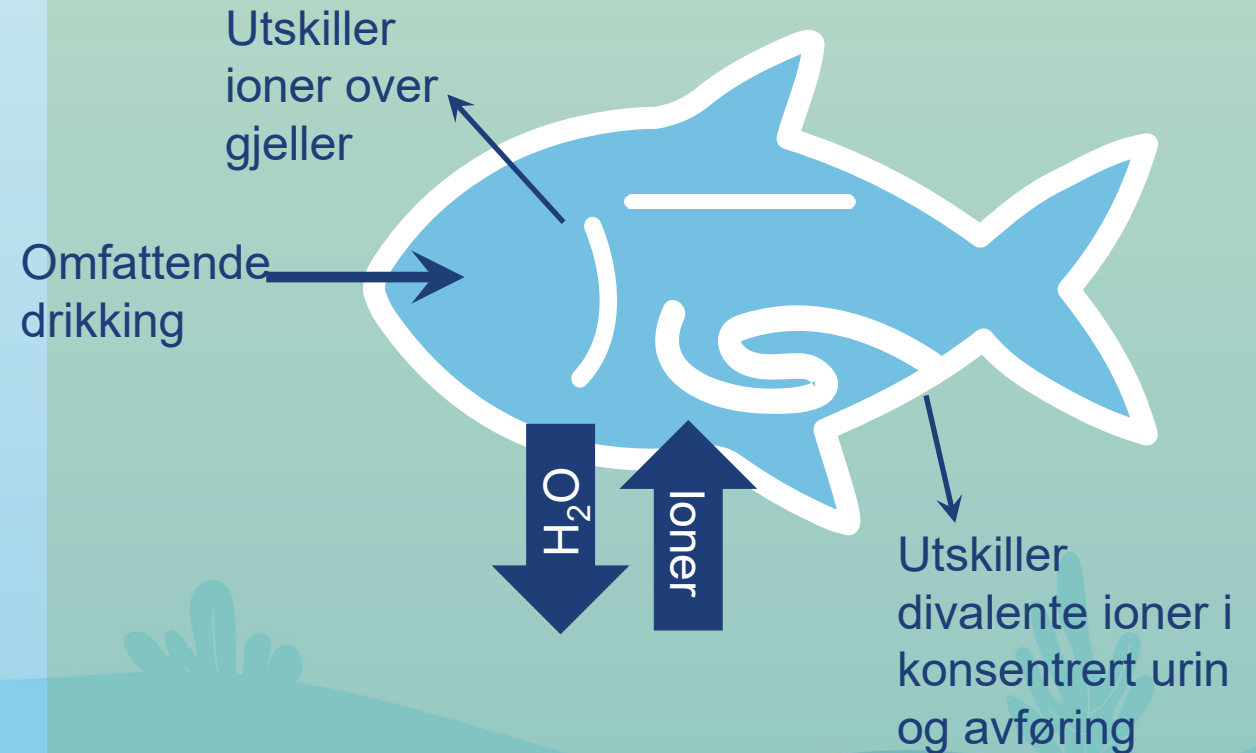 Utskiller
ioner over
gjeller
Omfattende
drikking
H₂O
Ioner
Utskiller
divalente ioner i
konsentrert urin
og avføring